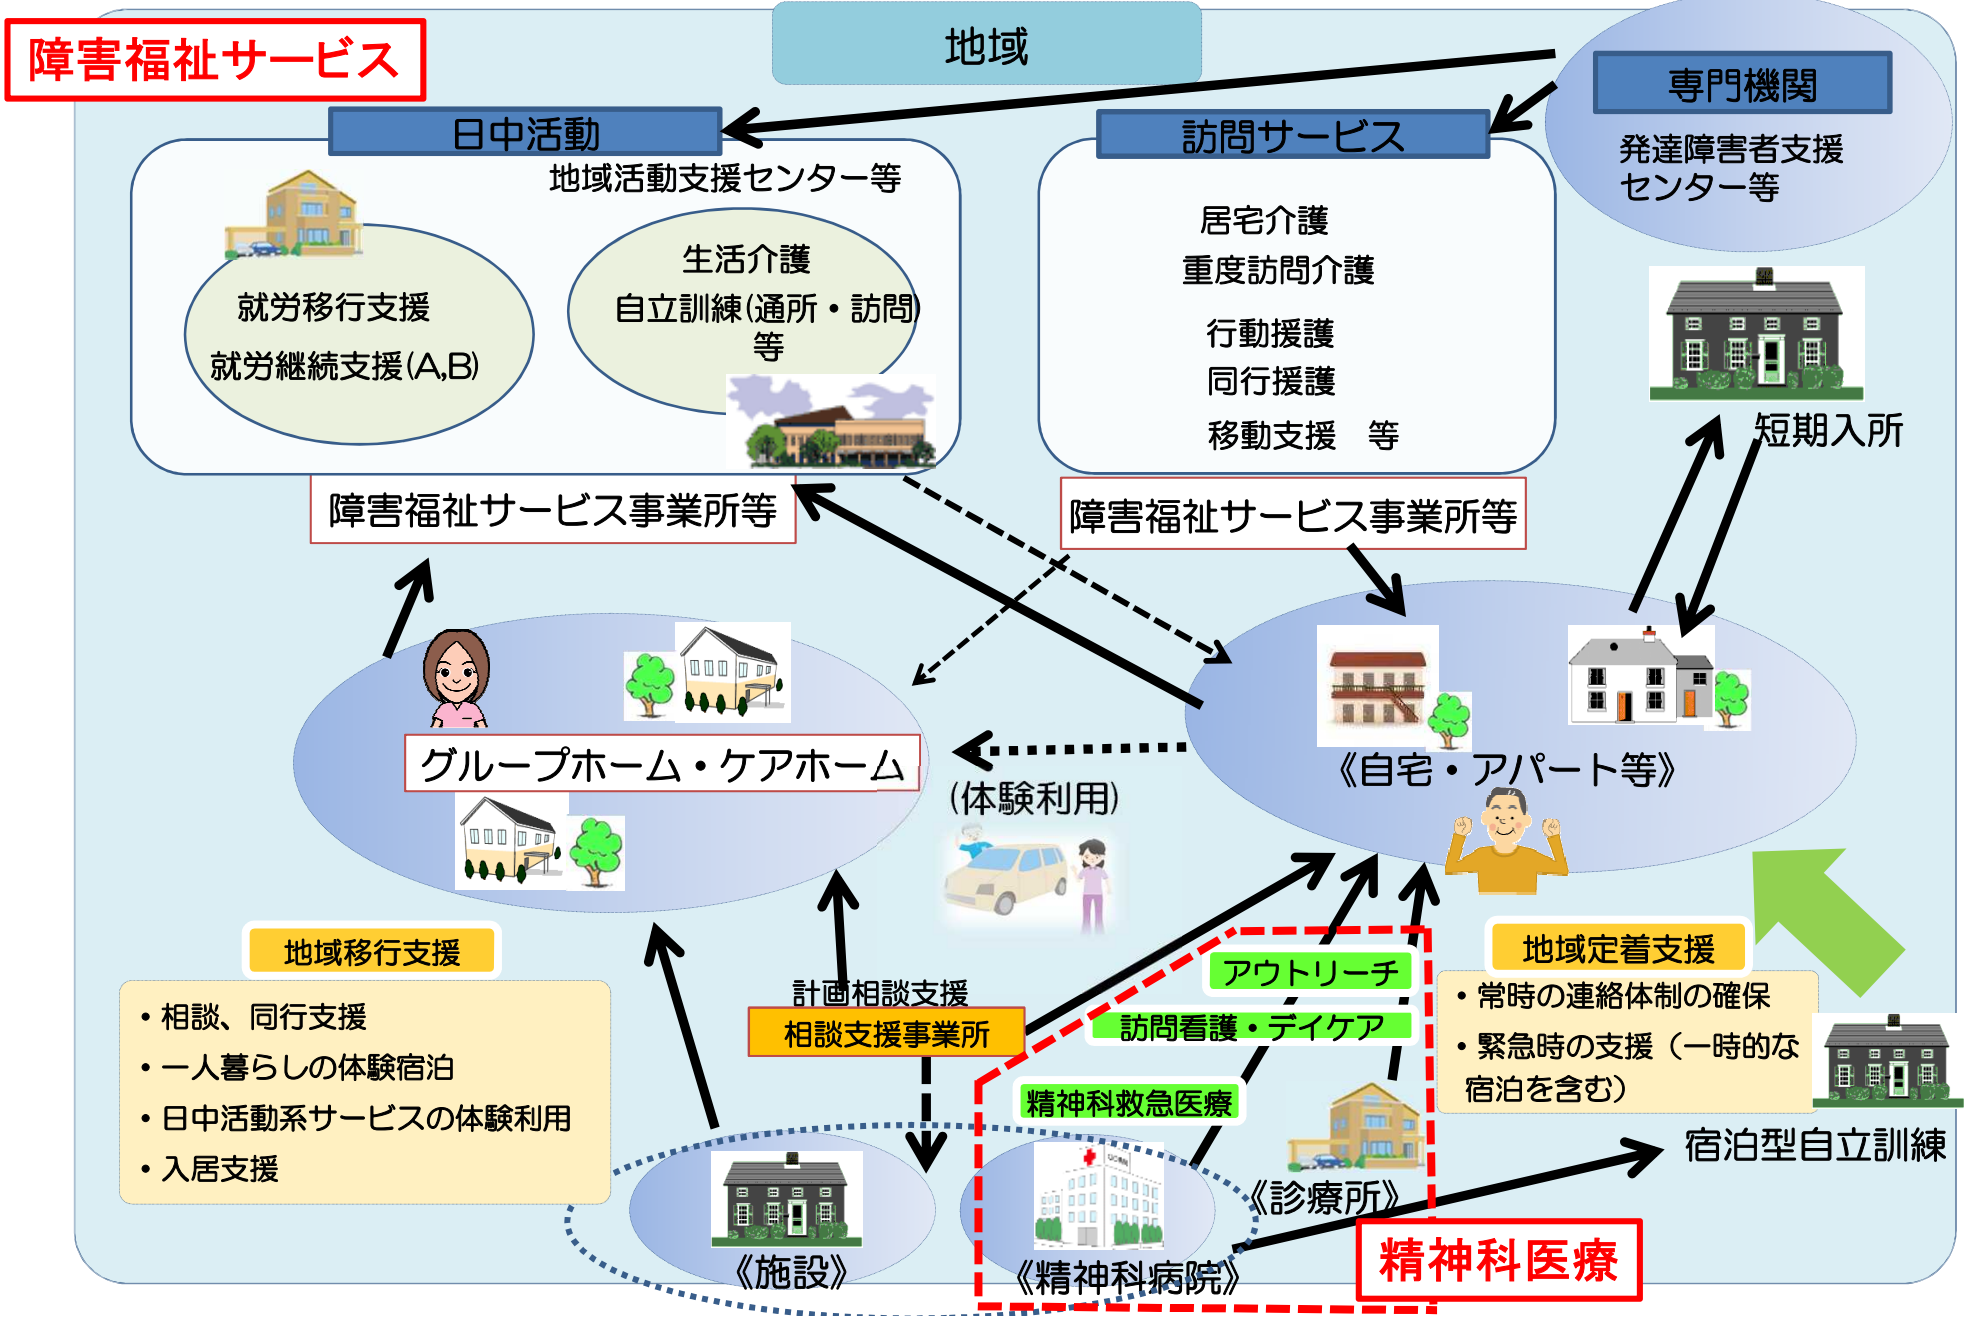 障害福祉サービス
地域
専門機関
発達障害者支援
センター等
日中活動
地域活動支援センター等
就労移行支援
就労継続支援(A,B)
生活介護
自立訓練(通所・訪問)
等
障害福祉サービス事業所等
訪問サービス
居宅介護
重度訪問介護
行動援護
同行援護
移動支援　等
障害福祉サービス事業所等
短期入所
グループホーム・ケアホーム
(体験利用)
《自宅・アパート等》
地域移行支援
・相談、同行支援
・一人暮らしの体験宿泊
・日中活動系サービスの体験利用
・入居支援
計画相談支援
相談支援事業所
アウトリーチ
訪問看護・デイケア
精神科救急医療
地域定着支援
・常時の連絡体制の確保
・緊急時の支援（一時的な
宿泊を含む）
宿泊型自立訓練
《施設》
《精神科病院》
《診療所》
精神科医療